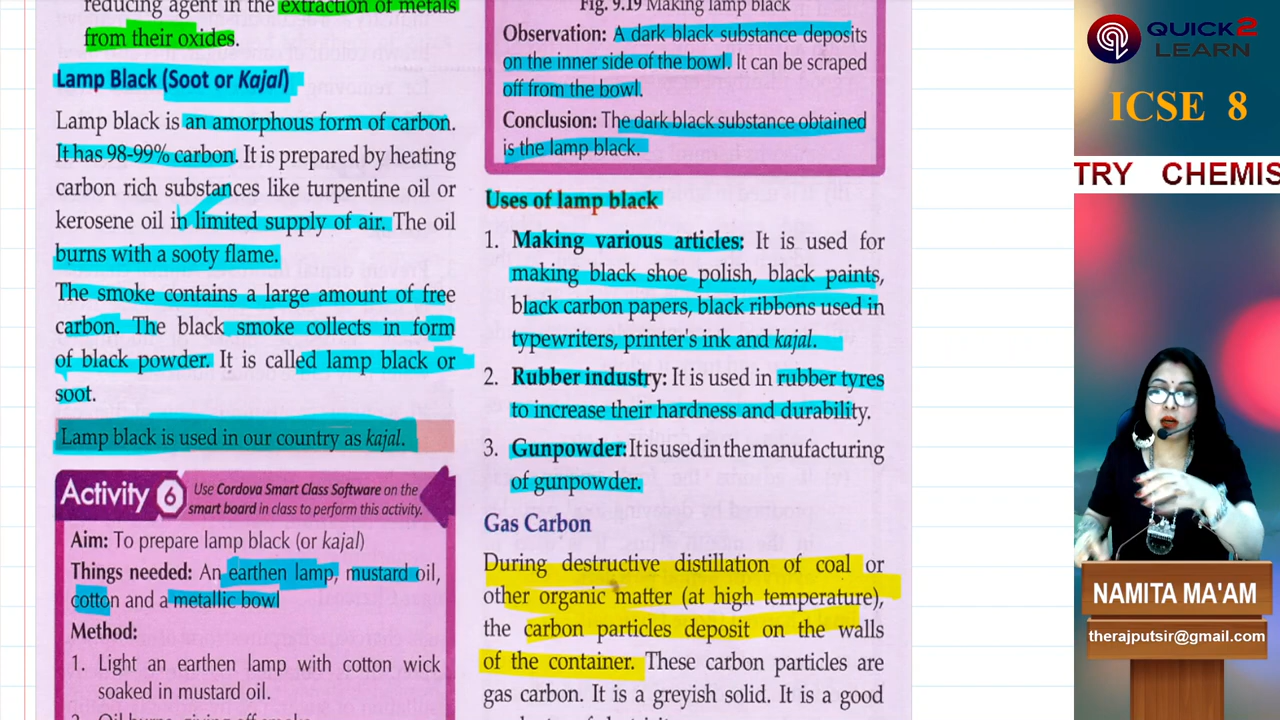 reducing agent in the extraction of metals
from their oxides.
Lamp Black (Soot or Kajal)
Lamp black is an amorphous form of carbon.
It has 98-99% carbon. It is prepared by heating
carbon rich substances like turpentine oil or
kerosene oil in limited supply of air. The oil
burns with a sooty flame.
The smoke contains a large amount of free
carbon. The black smoke collects in form
of black powder. It is called lamp black or
soot.
Lamp black is used in our country as kajal.
Activity 6
Use Cordova Smart Class Software on the
smart board in class to perform this activity.
Aim: To prepare lamp black (or kajal)
Things needed: An earthen lamp, mustard oil,
cotton and a metallic bowl
Method:
1. Light an earthen lamp with cotton wick
soaked in mustard oil.
2. Oil burns, giving off smoke.
Fig. 9.19 Making lamp black
Observation: A dark black substance deposits
on the inner side of the bowl. It can be scraped
off from the bowl.
Conclusion: The dark black substance obtained
is the lamp black.
Uses of lamp black
1. Making various articles: It is used for
making black shoe polish, black paints,
black carbon papers, black ribbons used in
typewriters, printer's ink and kajal.
2. Rubber industry: It is used in rubber tyres
to increase their hardness and durability.
3. Gunpowder: It is used in the manufacturing
of gunpowder.
Gas Carbon
During destructive distillation of coal or
other organic matter (at high temperature),
the carbon particles deposit on the walls
of the container. These carbon particles are
gas carbon. It is a greyish solid. It is a good
QUICK2
LEARN
ICSE 8
TRY CHEMIS
NAMITA MA'AM
therajputsir@gmail.com